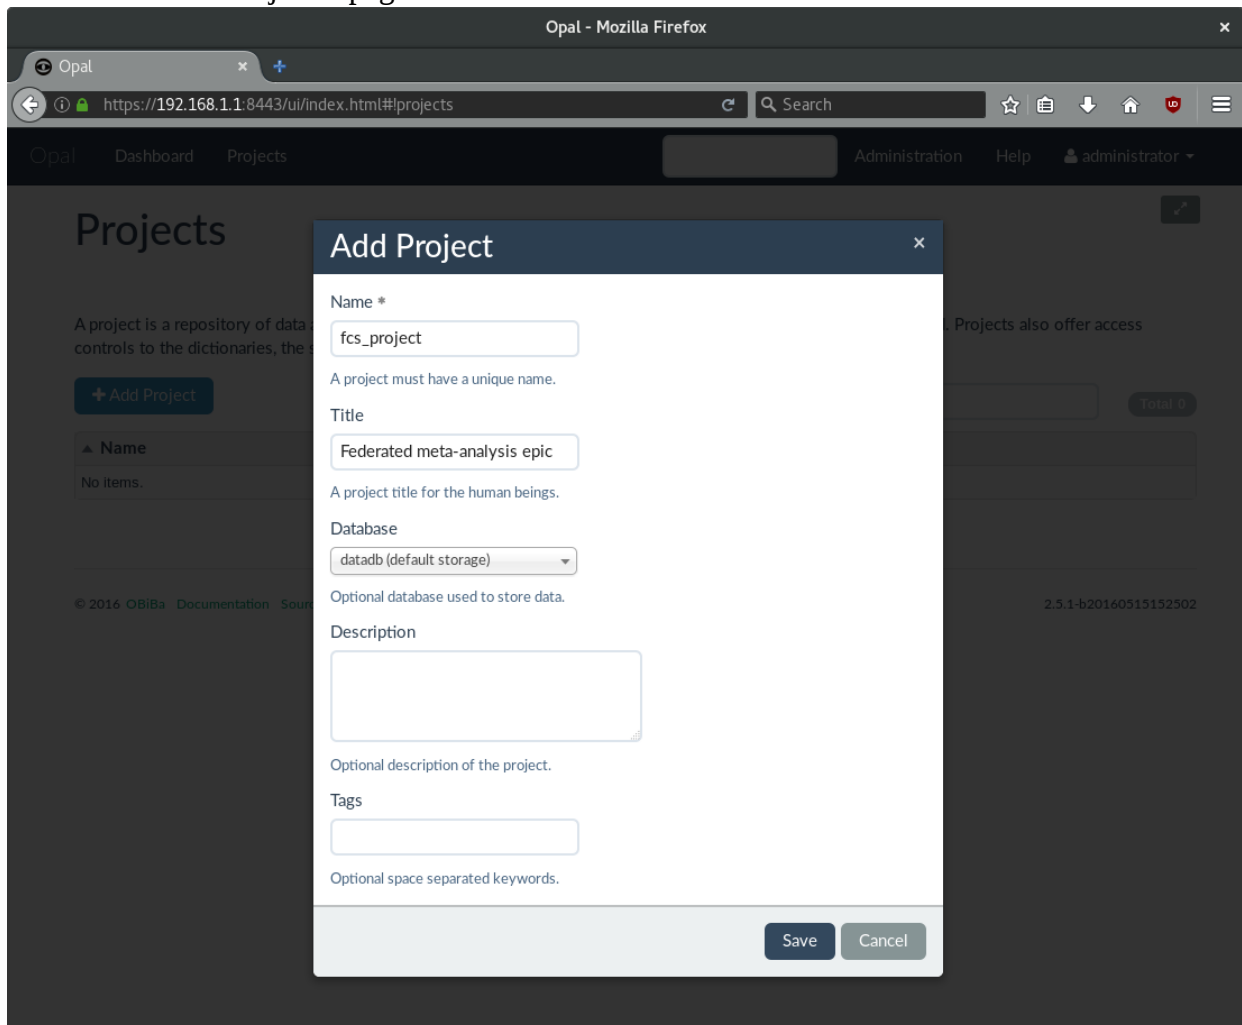 Opal - Mozilla Firefox
Opal
https://192.168.1.1:8443/ui/index.html#!projects
Search
Opal Dashboard Projects Administration Help administrator
Projects
Add Project
A project is a repository of data
. Projects also offer access
controls to the dictionaries, the
Name *
fcs_project
A project must have a unique name.
Add Project
Total 0
Title
Name
Federated meta-analysis epic
No items.
A project title for the human beings.
Database
datadb (default storage)
Optional database used to store data.
© 2016 OBiBa Documentation
2.5.1-b20160515152502
Description
Optional description of the project.
Tags
Optional space separated keywords.
Save Cancel